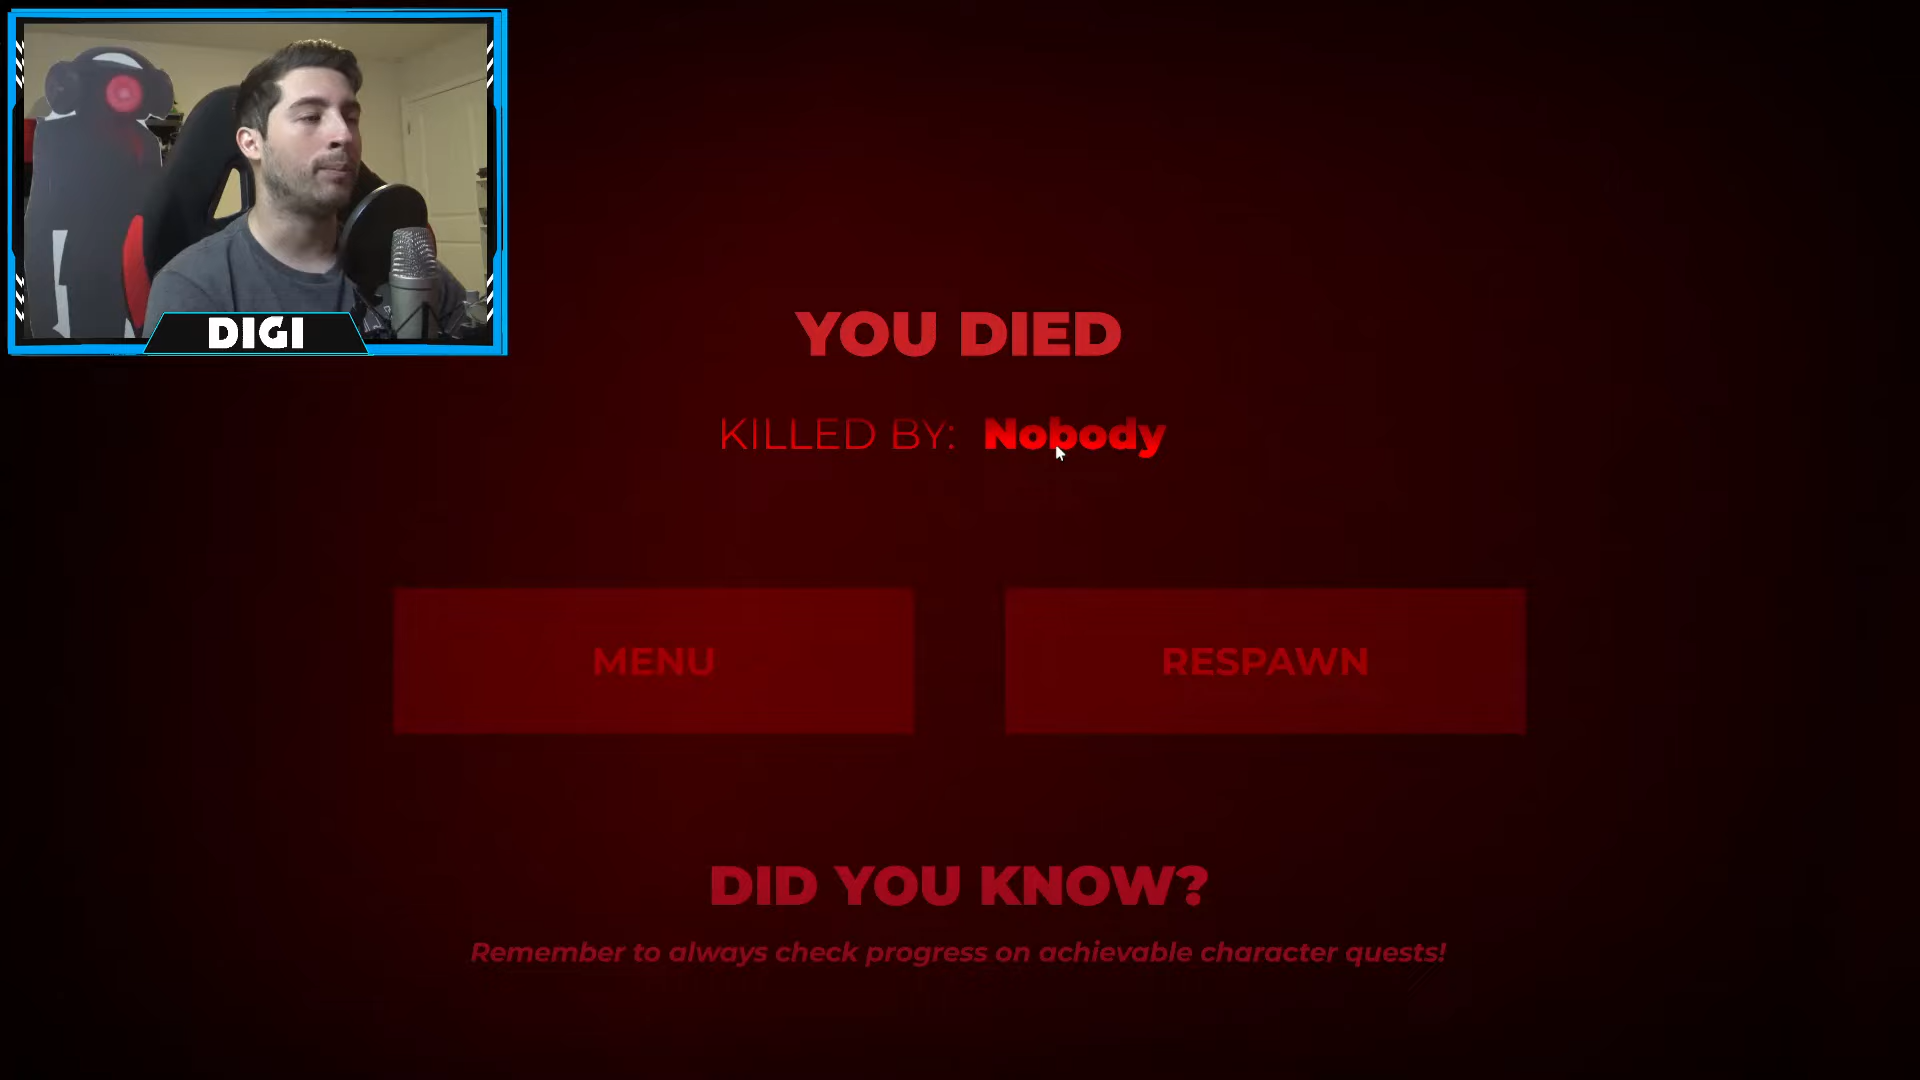 DIGI
YOU DIED
KILLED BY: Nobody
MENU
RESPAWN
DID YOU KNOW?
Remember to always check progress on achievable character quests!